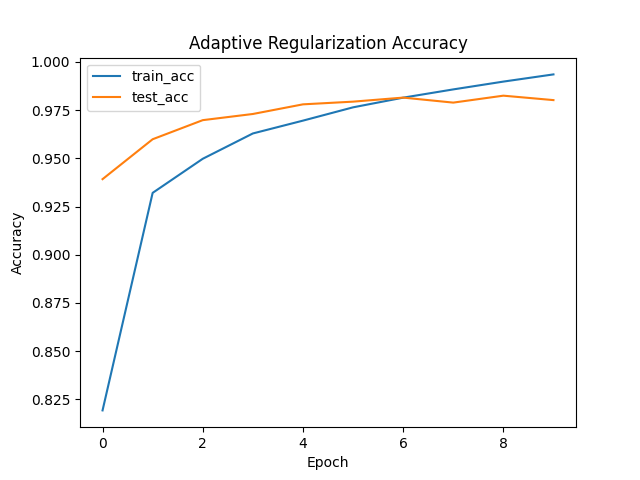 Adaptive Regularization Accuracy
train_acc
test_acc
1.000
0.975
0.950
0.925
0.900
0.875
0.850
0.825
Accuracy
0 2 4 6 8
Epoch